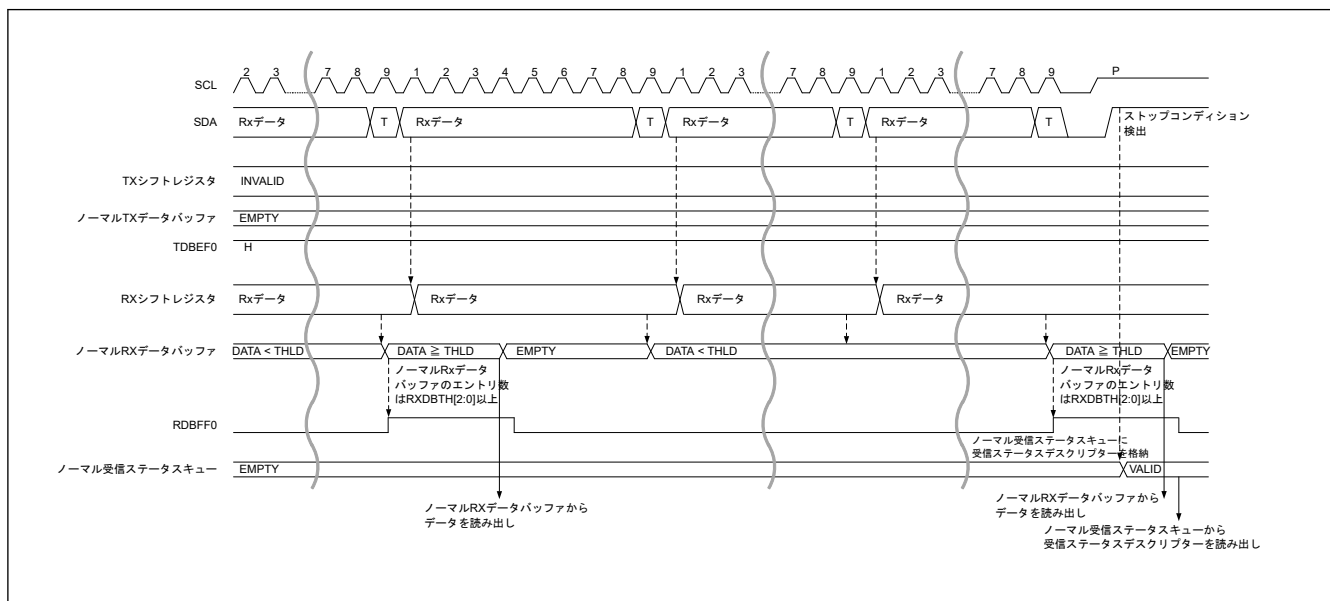 2 3 7 8 9 1 2 3 4 5 6 7 8 9 1 2 3 7 8 9 1 2 3 7 8 9 P
SCL
SDA Rxデータ T Rxデータ T Rxデータ T Rxデータ T
ストップコンディション
検出
TXシフトレジスタ INVALID
ノーマルTXデータバッファ EMPTY
TDBEF0 H
RXシフトレジスタ Rxデータ Rxデータ Rxデータ Rxデータ
ノーマルRXデータバッファ DATA < THLD DATA ≧ THLD EMPTY DATA < THLD DATA ≧ THLD EMPTY
ノーマルRxデータ
バッファのエントリ数
はRXDBTH[2:0]以上
ノーマルRxデータ
バッファのエントリ数
はRXDBTH[2:0]以上
RDBFF0
ノーマル受信ステータスキューに
受信ステータスデスクリプターを格納
ノーマル受信ステータスキュー EMPTY VALID
ノーマルRXデータバッファから
データを読み出し
ノーマルRXデータバッファから
データを読み出し
ノーマル受信ステータスキューから
受信ステータスデスクリプターを読み出し